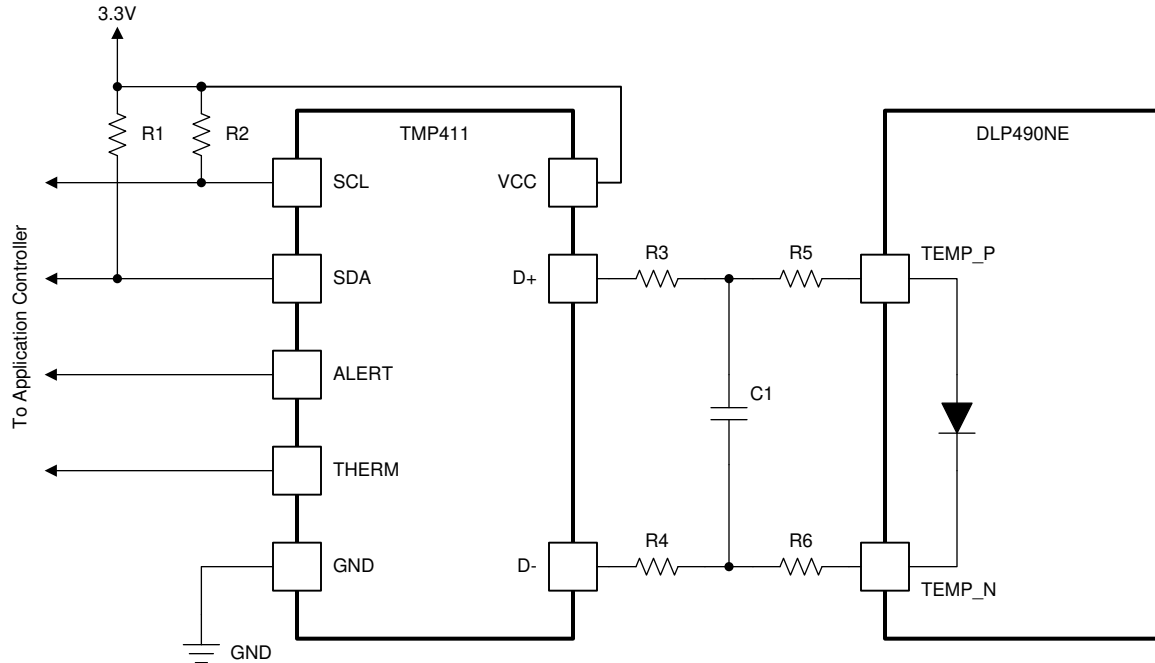 3.3V
R1
R2
TMP411
DLP490NE
SCL
VCC
SDA
D+
R3
R5
TEMP_P
To Application Controller
ALERT
C1
THERM
GND
D-
R4
R6
TEMP_N
GND